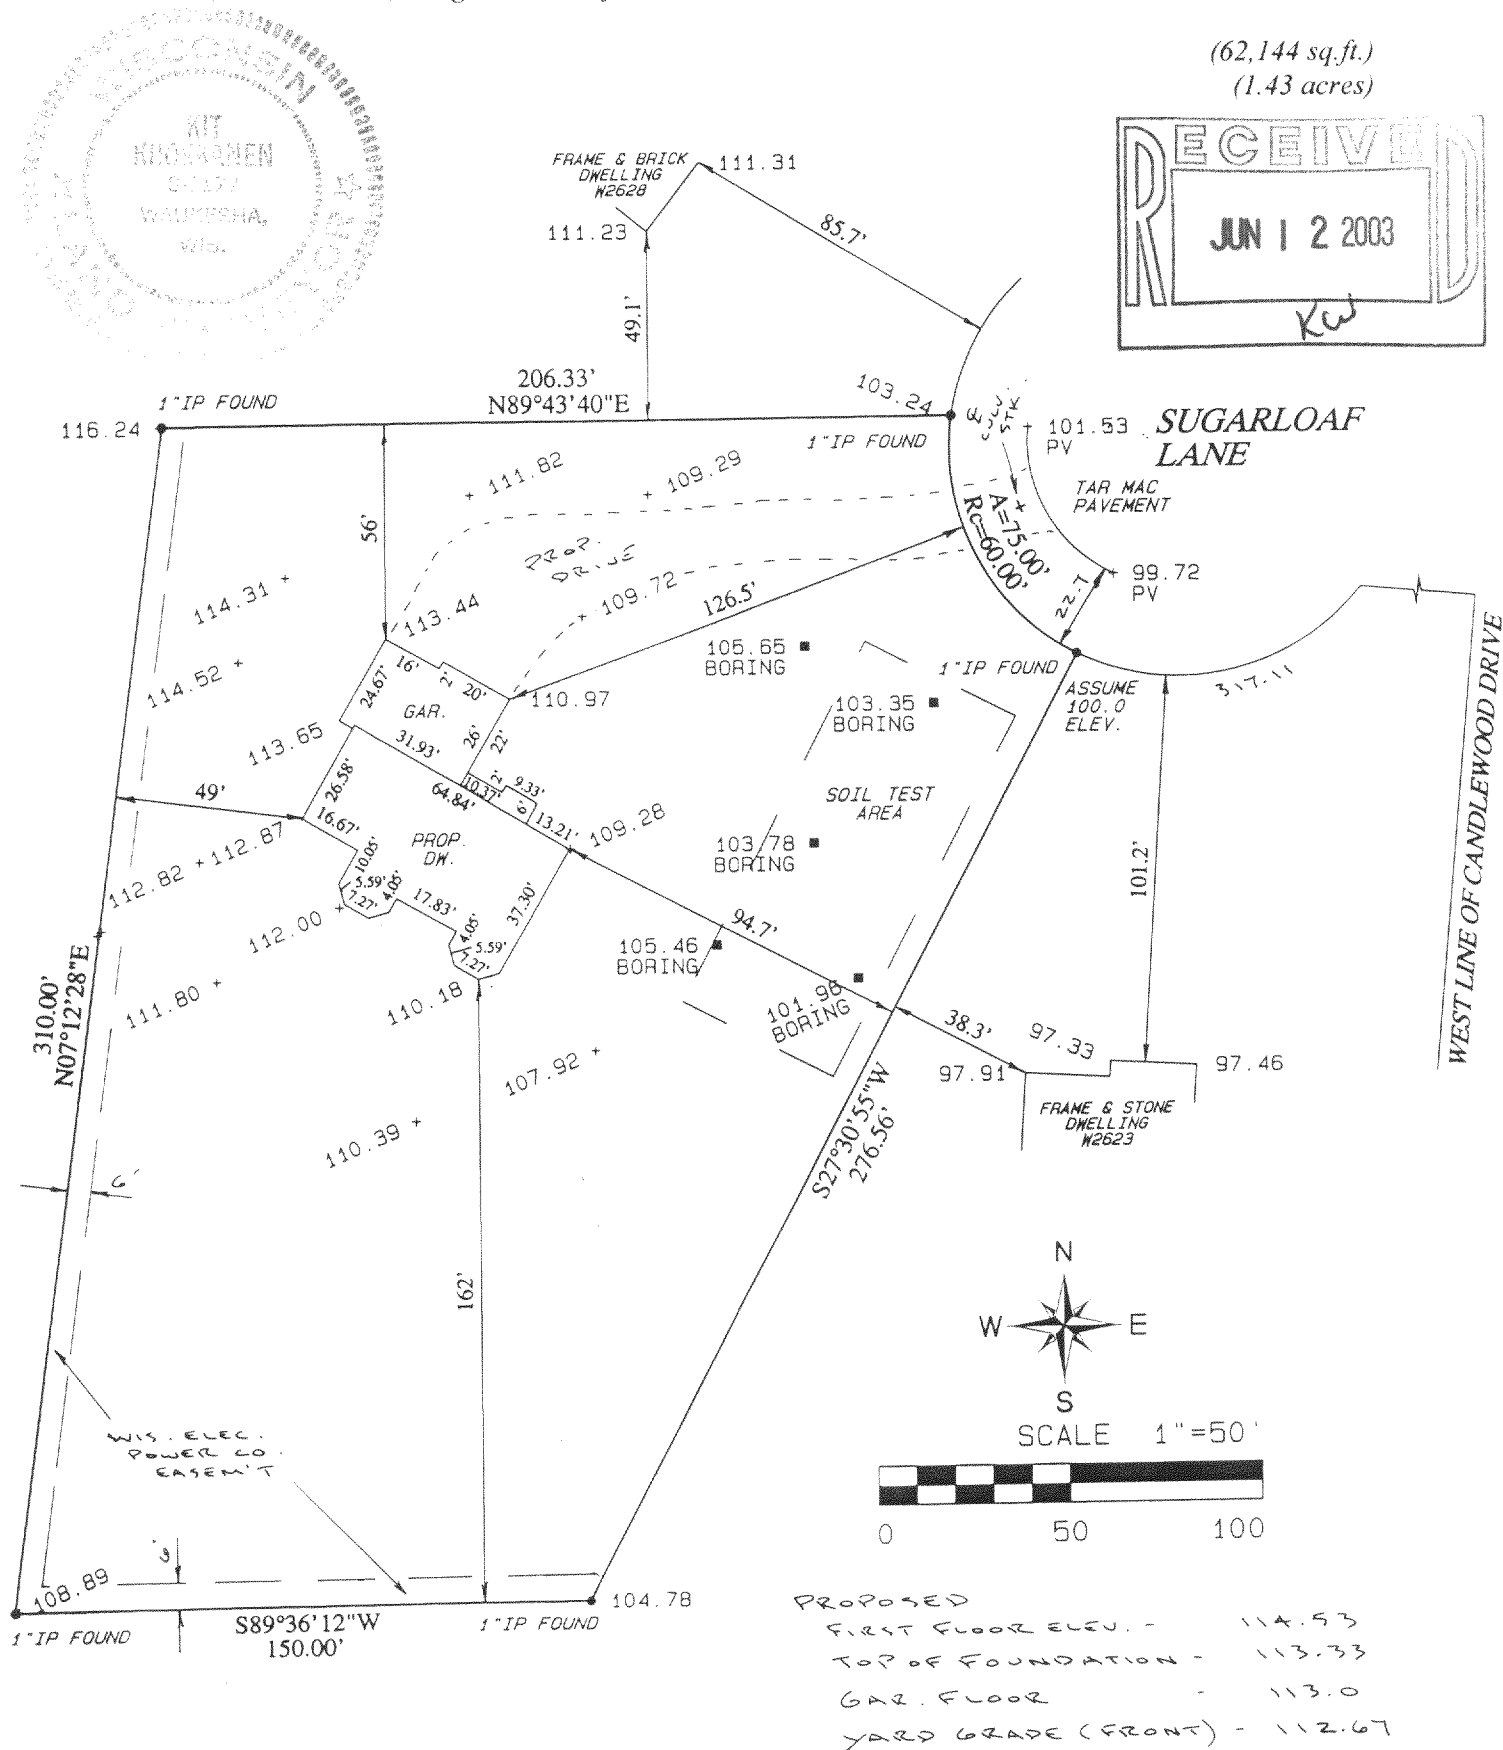 (62,144 sq.ft.)
(1.43 acres)
WISCONSIN
KIT
WAUKESHA,
WIS.
RECEIVED
JUN 12 2003
KW
FRAME & BRICK
DWELLING
W2628
111.31
111.23
85.7'
49.1'
206.33'
N89°43'40"E
1"IP FOUND
116.24
103.24
1"IP FOUND
101.53
PV
SUGARLOAF
LANE
TAR MAC
PAVEMENT
A=75.00'
Rc=60.00'
22.7
99.72
PV
+ 111.82
+ 109.29
56'
PROP.
DRIVE
114.31 +
113.44
+ 109.72
126.5'
105.65
BORING
1"IP FOUND
ASSUME
100.0
ELEV.
317.11
WEST LINE OF CANDLEWOOD DRIVE
114.52 +
16'
2'
20'
24.67'
GAR.
110.97
103.35
BORING
113.65
31.93'
26'
22'
26.58'
64.84'
10.37'
2'
9.33'
6'
13.21'
49'
16.67'
109.28
SOIL TEST
AREA
PROP.
DW.
103.78
BORING
101.2'
112.82 +
112.87
10.05'
5.59'
7.27'
4.05'
17.83'
37.30'
4.05'
5.59'
7.27'
94.7'
112.00 +
105.46
BORING
111.80 +
110.18
101.96
BORING
38.3'
97.33
97.91
97.46
310.00'
N07°12'28"E
107.92 +
FRAME & STONE
DWELLING
W2623
110.39 +
S27°30'55"W
276.56'
6'
162'
N
W E
S
SCALE 1"=50'
0 50 100
WIS. ELEC.
POWER CO.
EASEM'T
108.89
104.78
1"IP FOUND
S89°36'12"W
150.00'
1"IP FOUND
PROPOSED
FIRST FLOOR ELEV. - 114.53
TOP OF FOUNDATION - 113.33
GAR. FLOOR - 113.0
YARD GRADE (FRONT) - 112.67